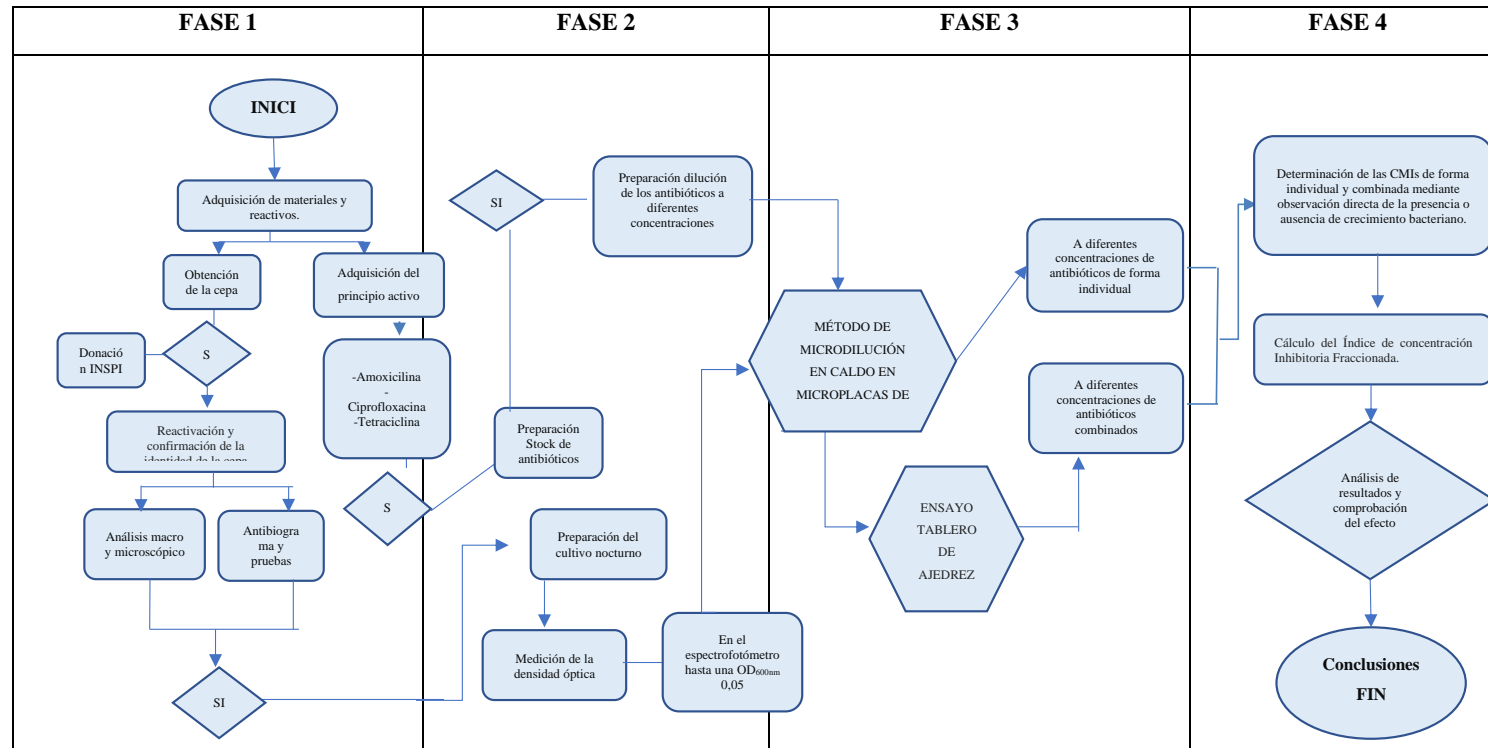 FASE 1
FASE 2
FASE 3
FASE 4
INICI
Adquisición de materiales y
reactivos.
Obtención
de la cepa
Adquisición del
principio activo
Donació
n INSPI
S
-Amoxicilina
-
Ciprofloxacina
-Tetraciclina
Reactivación y
confirmación de la
identidad de la cepa
S
Análisis macro
y microscópico
Antibiogra
ma y
pruebas
SI
SI
Preparación dilución
de los antibióticos a
diferentes
concentraciones
Preparación
Stock de
antibióticos
Preparación del
cultivo nocturno
Medición de la
densidad óptica
En el
espectrofotómetro
hasta una OD600nm
0,05
MÉTODO DE
MICRODILUCIÓN
EN CALDO EN
MICROPLACAS DE
ENSAYO
TABLERO
DE
AJEDREZ
A diferentes
concentraciones de
antibióticos de forma
individual
A diferentes
concentraciones de
antibióticos
combinados
Determinación de las CMIs de forma
individual y combinada mediante
observación directa de la presencia o
ausencia de crecimiento bacteriano.
Cálculo del Índice de concentración
Inhibitoria Fraccionada.
Análisis de
resultados y
comprobación
del efecto
Conclusiones
FIN